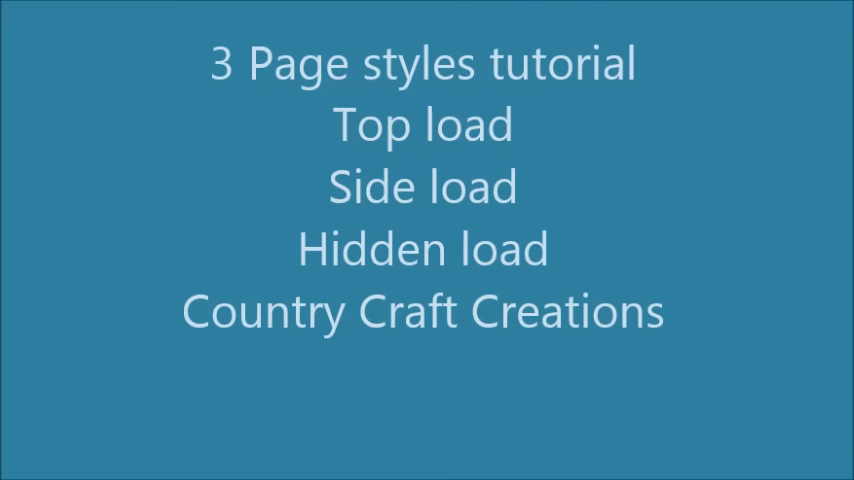 3 Page styles tutorial
Top load
Side load
Hidden load
Country Craft Creations